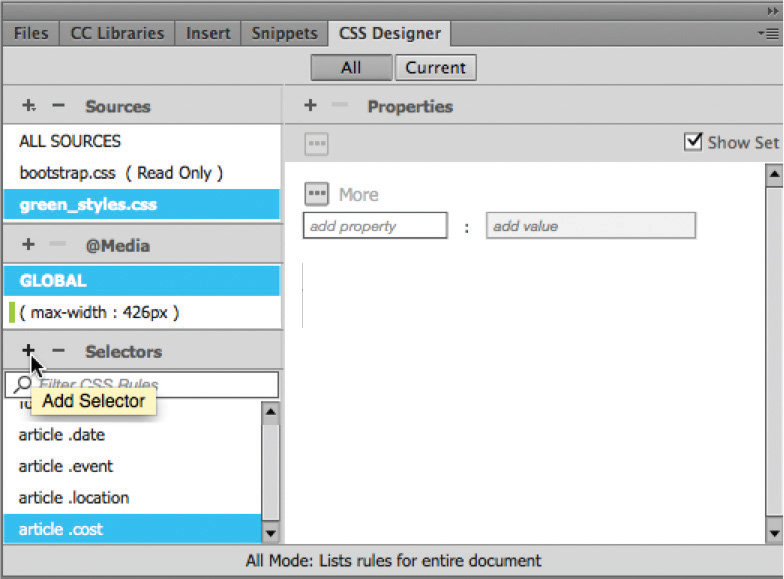 Files CC Libraries Insert Snippets CSS Designer
All Current
+ − Sources
ALL SOURCES
bootstrap.css ( Read Only )
green_styles.css
+ − @Media
GLOBAL
( max-width : 426px )
+ − Selectors
Filter CSS Rules
Add Selector
article .date
article .event
article .location
article .cost
+ − Properties
Show Set
More
add property : add value
All Mode: Lists rules for entire document